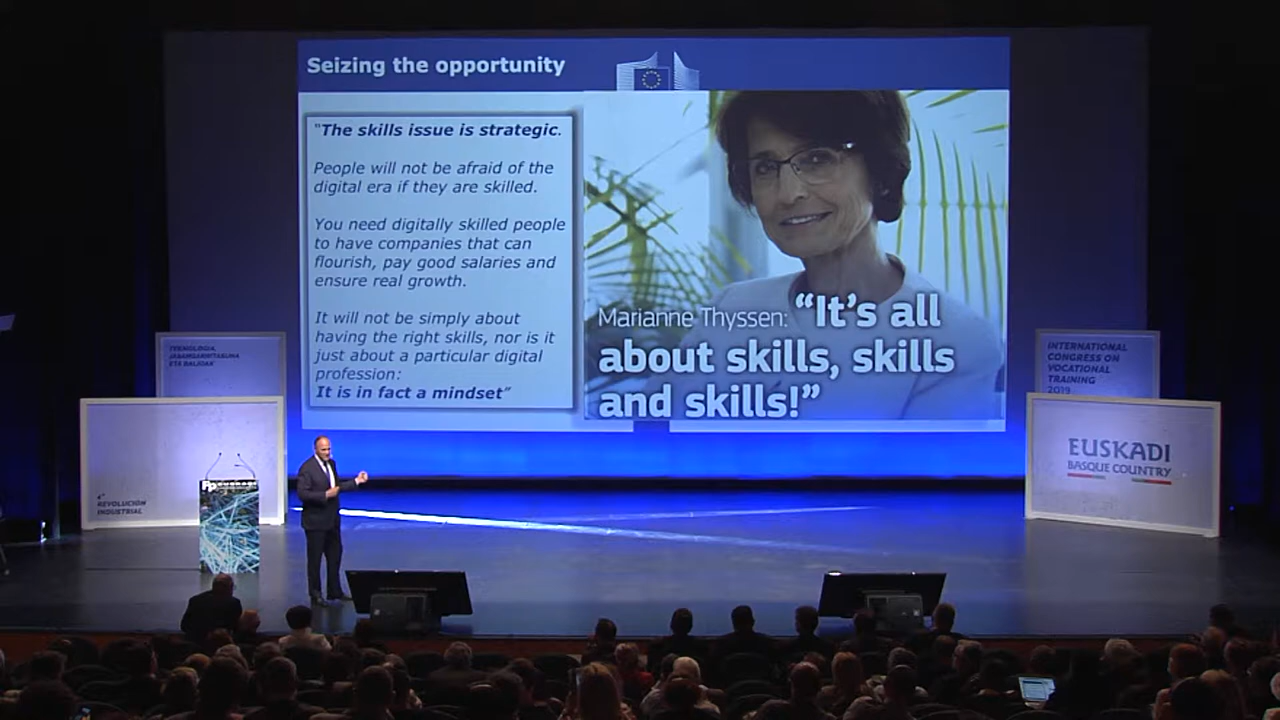 Seizing the opportunity
"The skills issue is strategic.
People will not be afraid of the
digital era if they are skilled.
You need digitally skilled people
to have companies that can
flourish, pay good salaries and
ensure real growth.
It will not be simply about
having the right skills, nor is it
just about a particular digital
profession:
It is in fact a mindset”
Marianne Thyssen: “It’s all
about skills, skills
and skills!”
TEKNOLOGIA,
JASANGARRITASUNA
ETA BALIOAK
INTERNATIONAL
CONGRESS ON
VOCATIONAL
TRAINING
2019
EUSKADI
BASQUE COUNTRY
REVOLUCIÓN
INDUSTRIAL